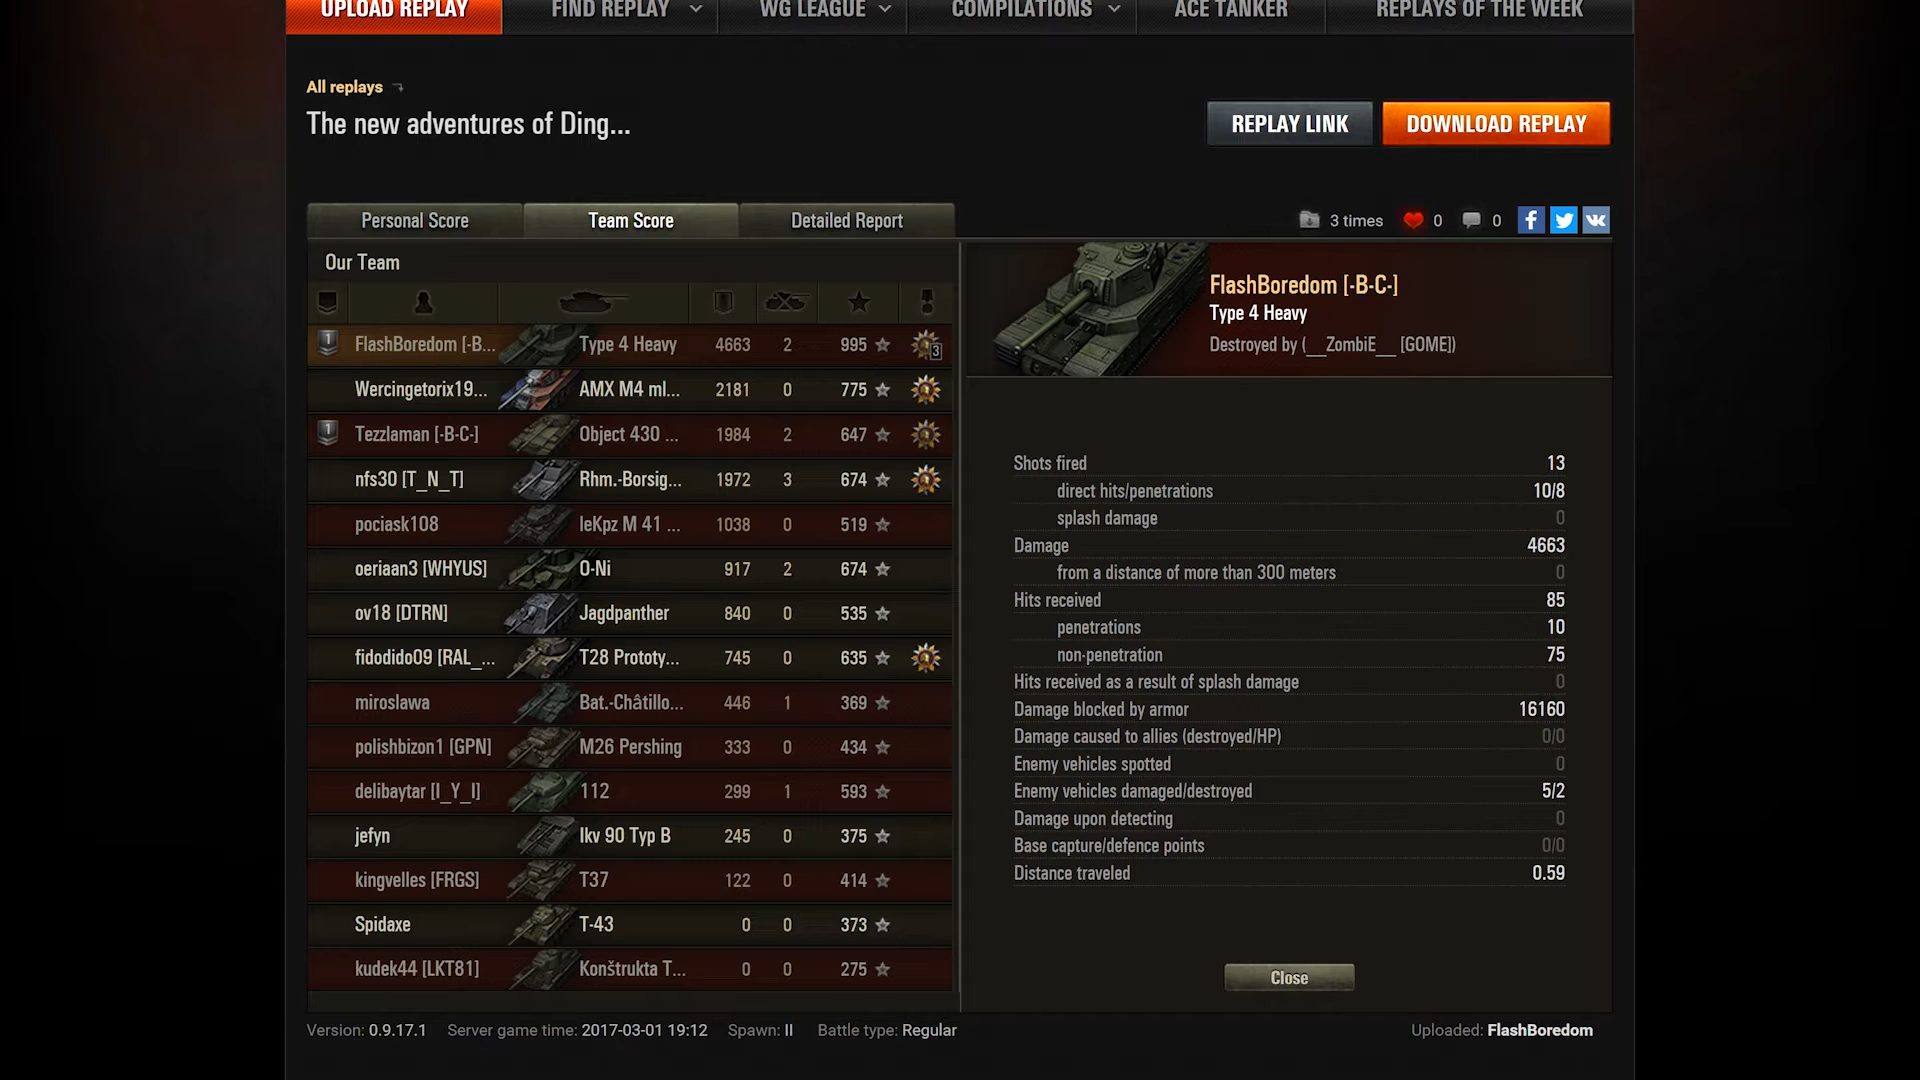 UPLOAD REPLAY FIND REPLAY WG LEAGUE COMPILATIONS ACE TANKER REPLAYS OF THE WEEK
All replays
The new adventures of Ding...
REPLAY LINK DOWNLOAD REPLAY
Personal Score Team Score Detailed Report
3 times 0 0
Our Team
1 FlashBoredom [-B... Type 4 Heavy 4663 2 995 3
Wercingetorix19... AMX M4 ml... 2181 0 775
1 Tezzlaman [-B-C-] Object 430 ... 1984 2 647
nfs30 [T_N_T] Rhm.-Borsig... 1972 3 674
pociask108 leKpz M 41 ... 1038 0 519
oeriaan3 [WHYUS] O-Ni 917 2 674
ov18 [DTRN] Jagdpanther 840 0 535
fidodido09 [RAL_... T28 Prototy... 745 0 635
miroslawa Bat.-Châtillo... 446 1 369
polishbizon1 [GPN] M26 Pershing 333 0 434
delibaytar [I_Y_I] 112 299 1 593
jefyn Ikv 90 Typ B 245 0 375
kingvelles [FRGS] T37 122 0 414
Spidaxe T-43 0 0 373
kudek44 [LKT81] Konštrukta T... 0 0 275
FlashBoredom [-B-C-]
Type 4 Heavy
Destroyed by (__ZombiE__ [GOME])
Shots fired 13
direct hits/penetrations 10/8
splash damage 0
Damage 4663
from a distance of more than 300 meters 0
Hits received 85
penetrations 10
non-penetration 75
Hits received as a result of splash damage 0
Damage blocked by armor 16160
Damage caused to allies (destroyed/HP) 0/0
Enemy vehicles spotted 0
Enemy vehicles damaged/destroyed 5/2
Damage upon detecting 0
Base capture/defence points 0/0
Distance traveled 0.59
Close
Version: 0.9.17.1 Server game time: 2017-03-01 19:12 Spawn: II Battle type: Regular Uploaded: FlashBoredom